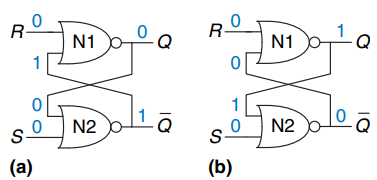 R 0 N1 0 Q
1
0
S 0 N2 1 Q̅
(a)
R 0 N1 1 Q
0
1
S 0 N2 0 Q̅
(b)